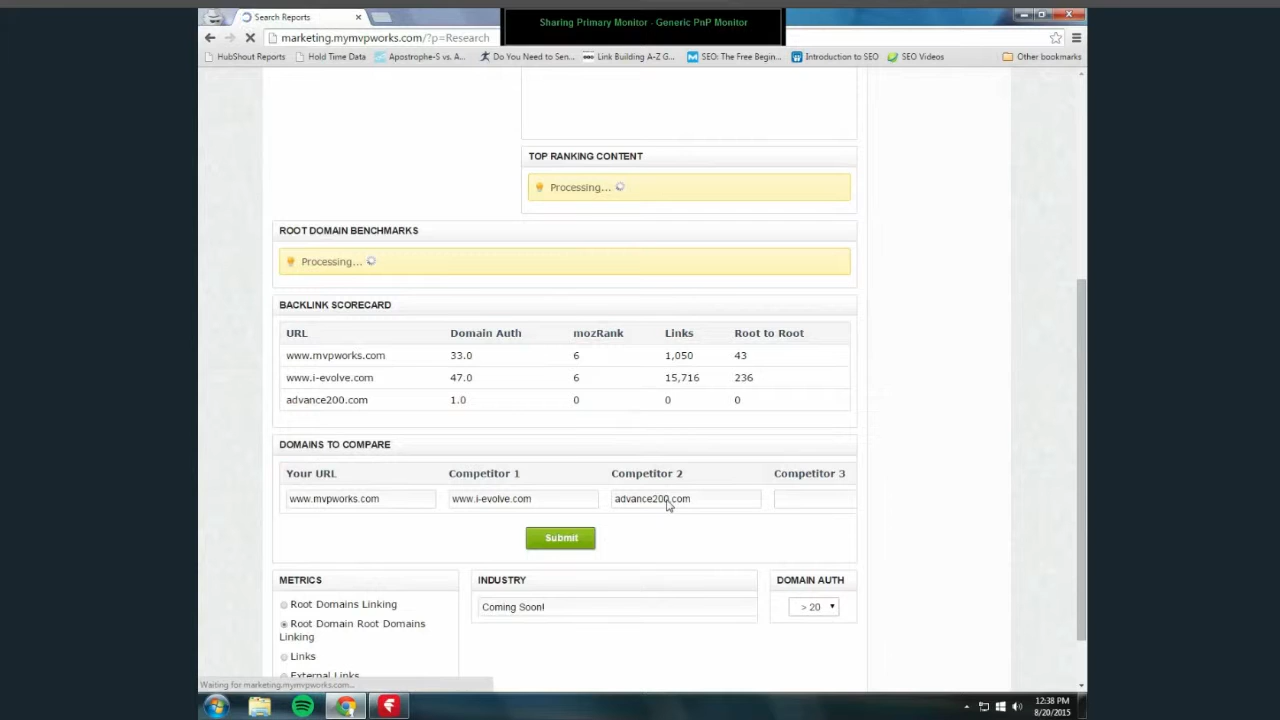 Sharing Primary Monitor - Generic PnP Monitor
Search Reports
marketing.mymvpworks.com/?p=Research
HubShout Reports
Hold Time Data
Apostrophe-S vs. A...
Do You Need to Sen...
Link Building A-Z G...
SEO: The Free Begin...
Introduction to SEO
SEO Videos
Other bookmarks
TOP RANKING CONTENT
Processing...
ROOT DOMAIN BENCHMARKS
Processing...
BACKLINK SCORECARD
URL Domain Auth mozRank Links Root to Root
www.mvpworks.com 33.0 6 1,050 43
www.i-evolve.com 47.0 6 15,716 236
advance200.com 1.0 0 0 0
DOMAINS TO COMPARE
Your URL Competitor 1 Competitor 2 Competitor 3
www.mvpworks.com www.i-evolve.com advance200.com
Submit
METRICS
Root Domains Linking
Root Domain Root Domains
Linking
Links
External Links
INDUSTRY
Coming Soon!
DOMAIN AUTH
> 20
Waiting for marketing.mymvpworks.com...
12:38 PM
8/20/2015